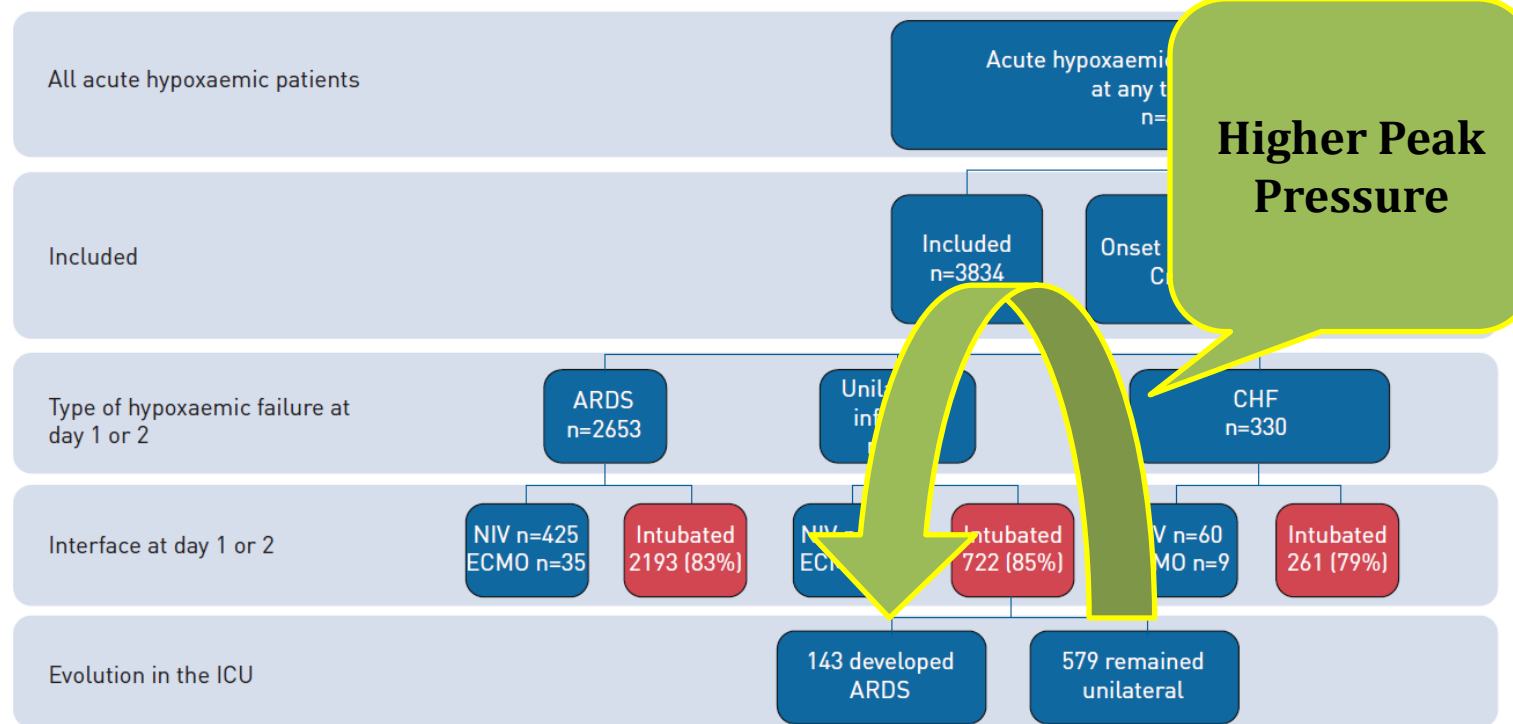 All acute hypoxaemic patients
Acute hypoxaemic
at any
n=
Higher Peak
Pressure
Included
Included
n=3834
Onset
Type of hypoxaemic failure at
day 1 or 2
ARDS
n=2653
CHF
n=330
Interface at day 1 or 2
NIV n=425
ECMO n=35
Intubated
2193 (83%)
Intubated
722 (85%)
n=60
n=9
Intubated
261 (79%)
Evolution in the ICU
143 developed
ARDS
579 remained
unilateral